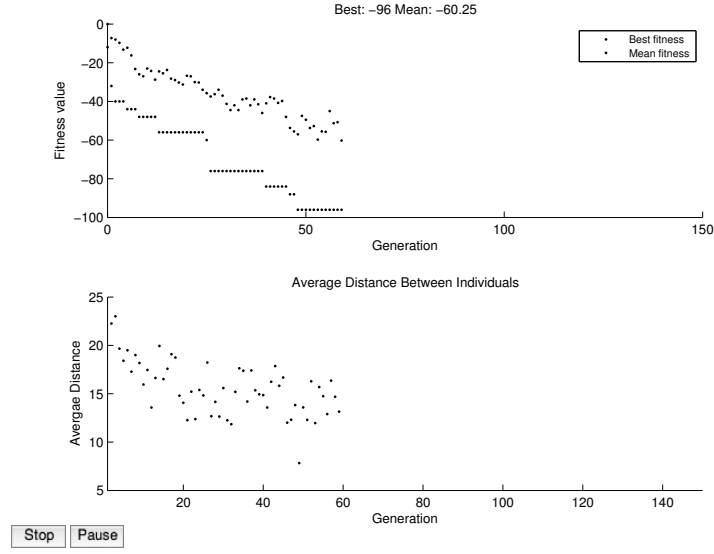 Best: −96 Mean: −60.25
0
−20
−40
−60
−80
−100
Fitness value
Best fitness
Mean fitness
0
50
100
150
Generation
Average Distance Between Individuals
25
20
15
10
5
Avergae Distance
20
40
60
80
100
120
140
Generation
Stop
Pause